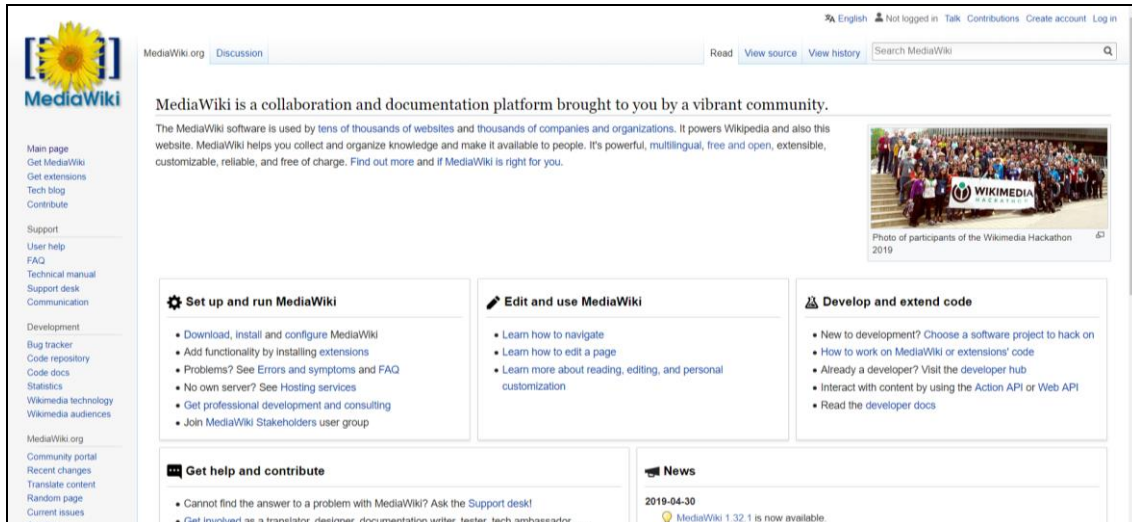 English Not logged in Talk Contributions Create account Log in
MediaWiki
MediaWiki.org Discussion Read View source View history Search MediaWiki
MediaWiki is a collaboration and documentation platform brought to you by a vibrant community.
The MediaWiki software is used by tens of thousands of websites and thousands of companies and organizations. It powers Wikipedia and also this
website. MediaWiki helps you collect and organize knowledge and make it available to people. It's powerful, multilingual, free and open, extensible,
customizable, reliable, and free of charge. Find out more and if MediaWiki is right for you.
WIKIMEDIA
HACKATHON
Photo of participants of the Wikimedia Hackathon
2019
Main page
Get MediaWiki
Get extensions
Tech blog
Contribute
Support
User help
FAQ
Technical manual
Support desk
Communication
Development
Bug tracker
Code repository
Code docs
Statistics
Wikimedia technology
Wikimedia audiences
MediaWiki.org
Community portal
Recent changes
Translate content
Random page
Current issues
Set up and run MediaWiki
Download, install and configure MediaWiki
Add functionality by installing extensions
Problems? See Errors and symptoms and FAQ
No own server? See Hosting services
Get professional development and consulting
Join MediaWiki Stakeholders user group
Edit and use MediaWiki
Learn how to navigate
Learn how to edit a page
Learn more about reading, editing, and personal
customization
Develop and extend code
New to development? Choose a software project to hack on
How to work on MediaWiki or extensions' code
Already a developer? Visit the developer hub
Interact with content by using the Action API or Web API
Read the developer docs
Get help and contribute
Cannot find the answer to a problem with MediaWiki? Ask the Support desk!
Get involved as a translator, designer, documentation writer, tester, tech ambassador
News
2019-04-30
MediaWiki 1.32.1 is now available.